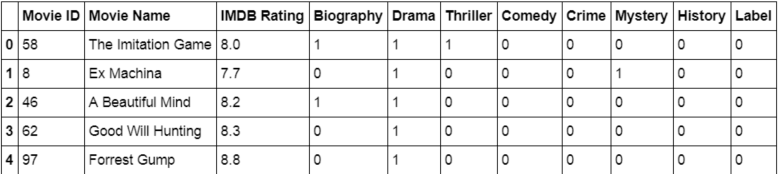 Movie ID Movie Name IMDB Rating Biography Drama Thriller Comedy Crime Mystery History Label
0 58 The Imitation Game 8.0 1 1 1 0 0 0 0 0
1 8 Ex Machina 7.7 0 1 0 0 0 1 0 0
2 46 A Beautiful Mind 8.2 1 1 0 0 0 0 0 0
3 62 Good Will Hunting 8.3 0 1 0 0 0 0 0 0
4 97 Forrest Gump 8.8 0 1 0 0 0 0 0 0